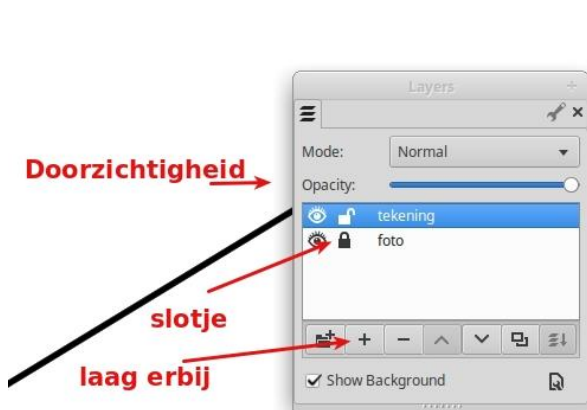 Layers
Mode:
Normal
Doorzichtigheid
Opacity:
tekening
foto
slotje
laag erbij
Show Background